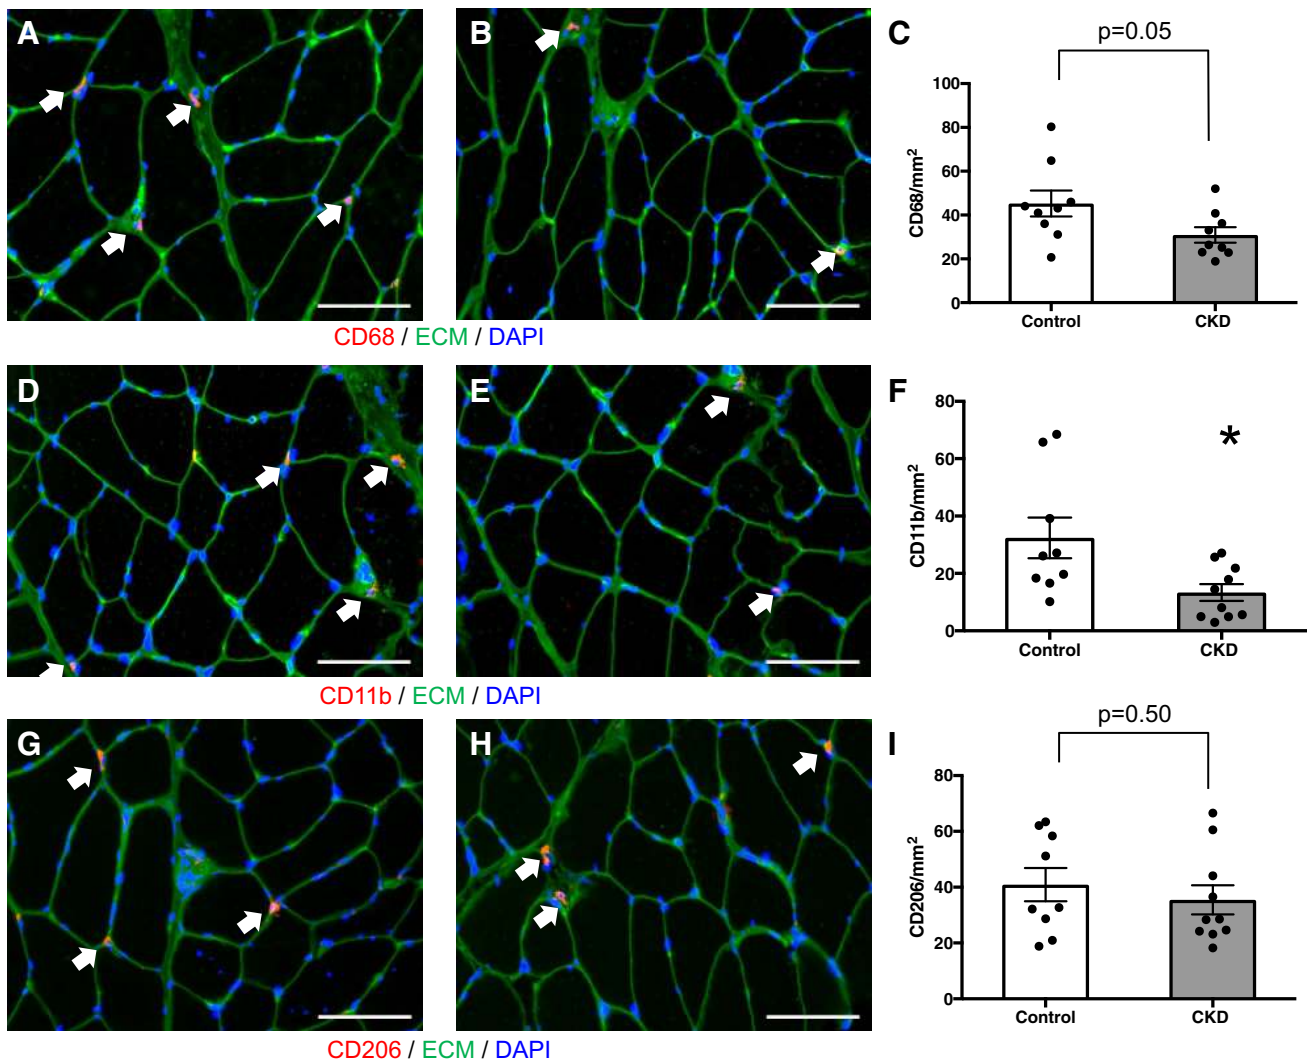 A
B
C
p=0.05
100
80
60
40
20
0
CD68/mm²
Control
CKD
CD68 / ECM / DAPI
D
E
F
80
60
40
20
0
CD11b/mm²
*
Control
CKD
CD11b / ECM / DAPI
G
H
I
p=0.50
80
60
40
20
0
CD206/mm²
Control
CKD
CD206 / ECM / DAPI